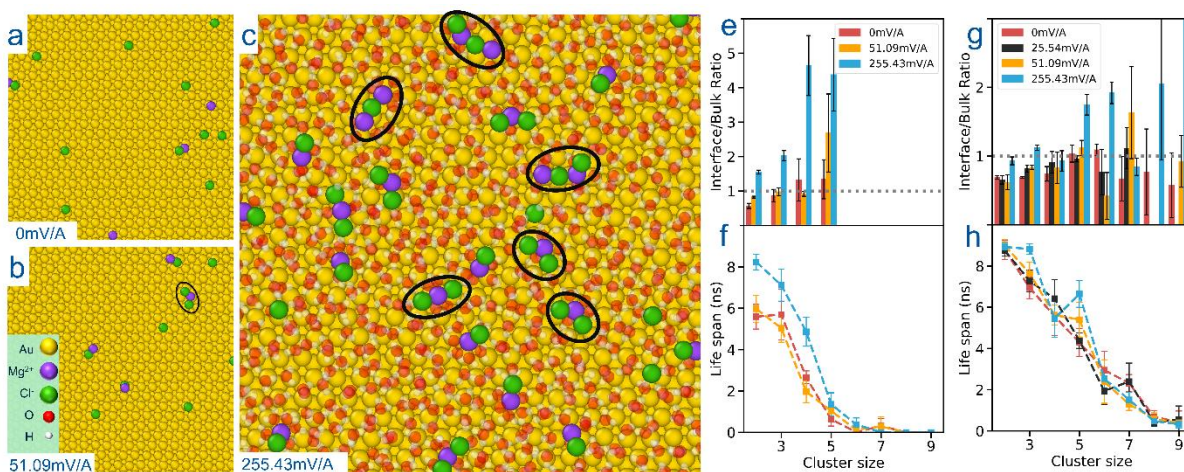 a
0mV/A
b
Au
Mg²⁺
Cl⁻
O
H
51.09mV/A
c
255.43mV/A
e
0mV/A
51.09mV/A
255.43mV/A
Interface/Bulk Ratio
5
4
3
2
1
f
Life span (ns)
8
6
4
2
0
3
5
7
9
Cluster size
g
0mV/A
25.54mV/A
51.09mV/A
255.43mV/A
Interface/Bulk Ratio
2
1
h
Life span (ns)
8
6
4
2
0
3
5
7
9
Cluster size